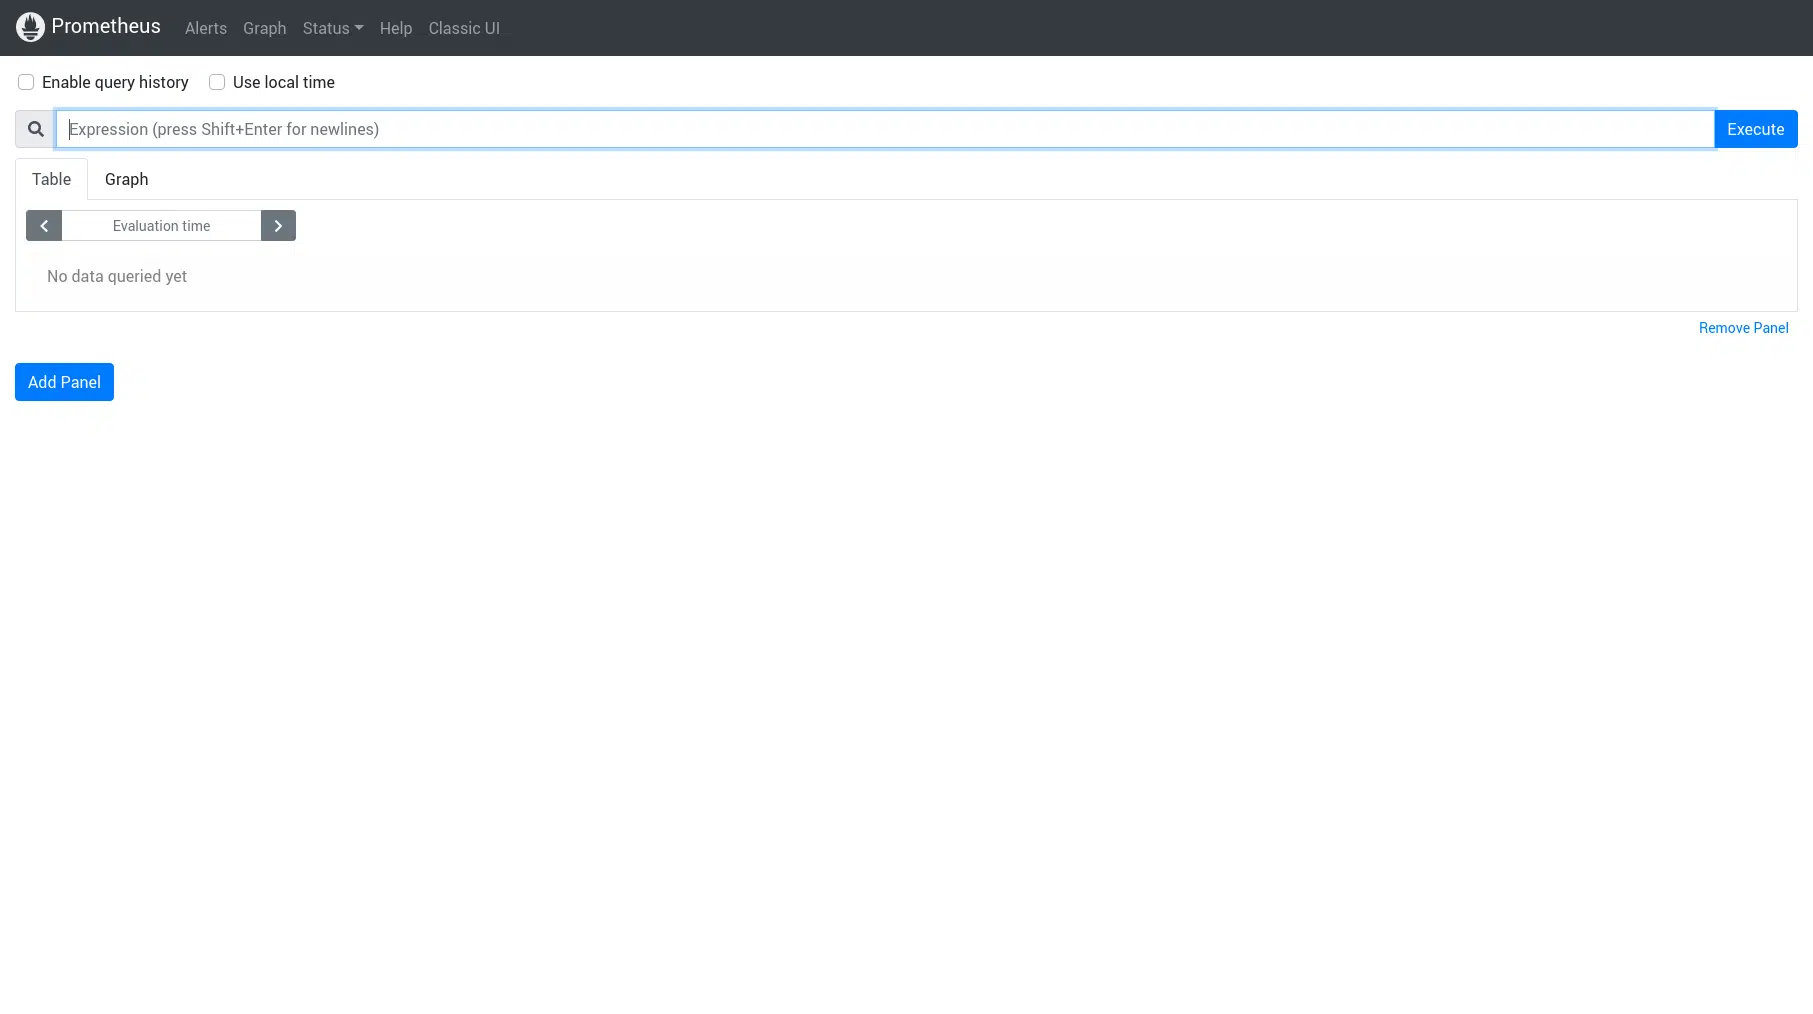 Prometheus Alerts Graph Status Help Classic UI
Enable query history Use local time
Expression (press Shift+Enter for newlines) Execute
Table Graph
Evaluation time
No data queried yet
Remove Panel
Add Panel